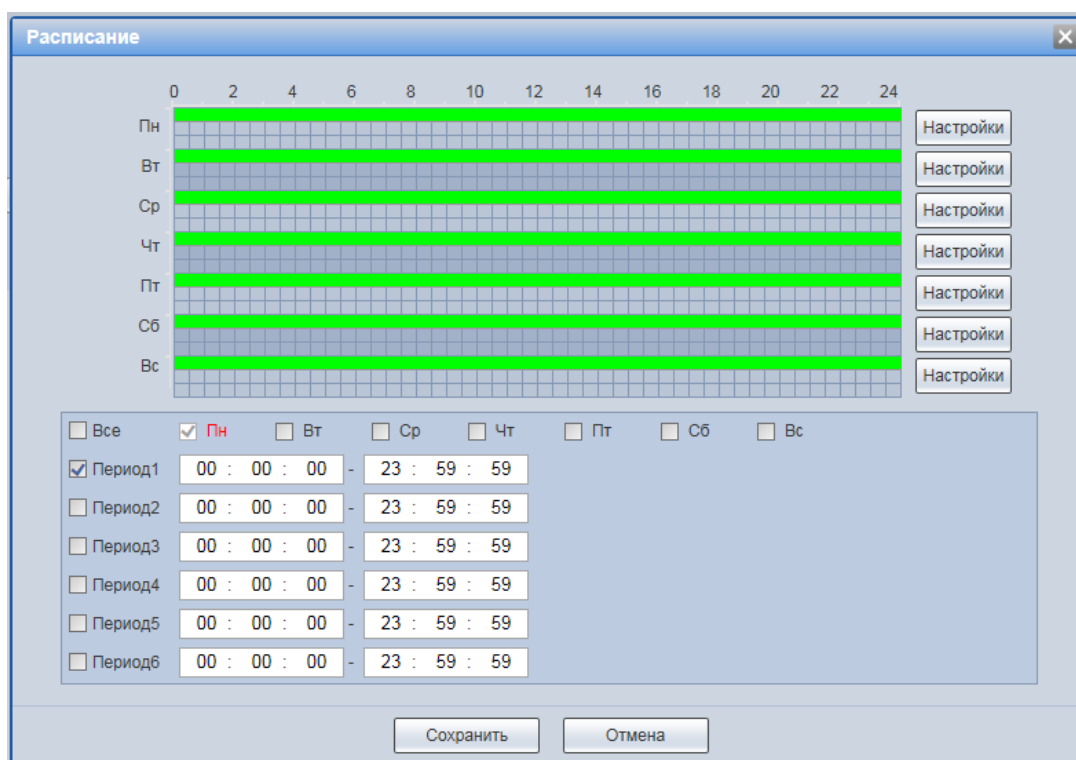 Расписание
0 2 4 6 8 10 12 14 16 18 20 22 24
Пн Настройки
Вт Настройки
Ср Настройки
Чт Настройки
Пт Настройки
Сб Настройки
Вс Настройки
Все Пн Вт Ср Чт Пт Сб Вс
Период1 00 : 00 : 00 - 23 : 59 : 59
Период2 00 : 00 : 00 - 23 : 59 : 59
Период3 00 : 00 : 00 - 23 : 59 : 59
Период4 00 : 00 : 00 - 23 : 59 : 59
Период5 00 : 00 : 00 - 23 : 59 : 59
Период6 00 : 00 : 00 - 23 : 59 : 59
Сохранить Отмена